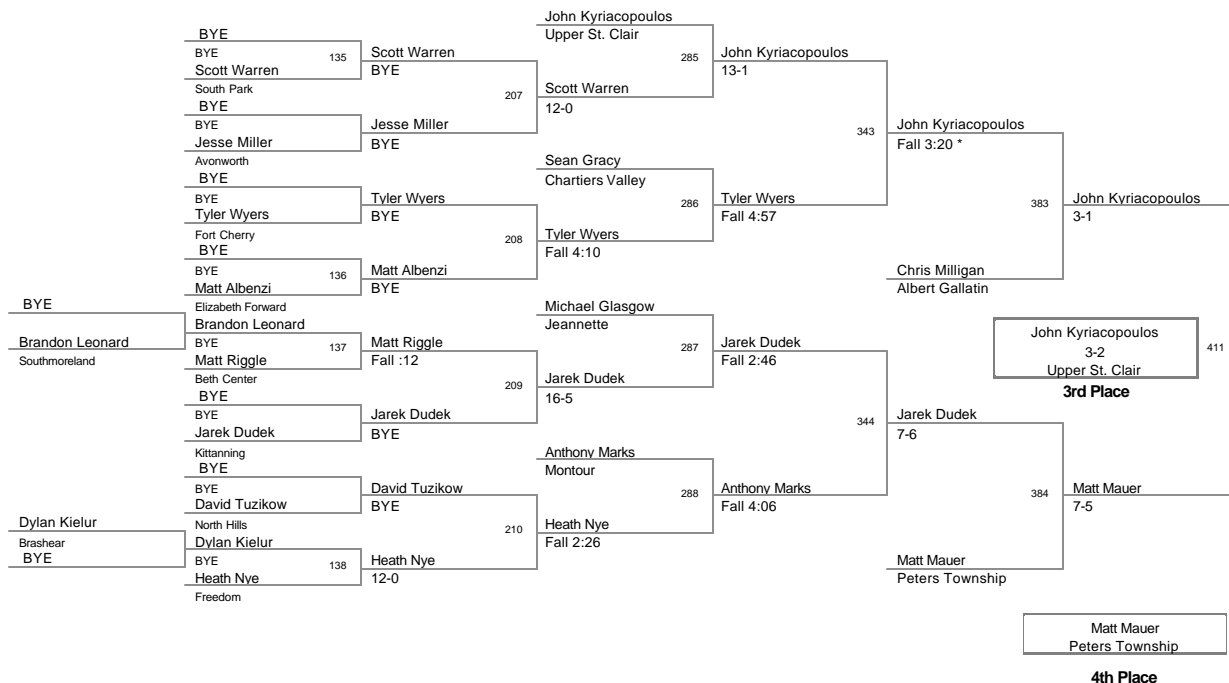 BYE
Brandon Leonard
Southmoreland
Dylan Kielur
Brashear
BYE
BYE
BYE
135
Scott Warren
South Park
BYE
BYE
Jesse Miller
Avonworth
BYE
BYE
Tyler Wyers
Fort Cherry
BYE
BYE
136
Matt Albenzi
Elizabeth Forward
Brandon Leonard
BYE
137
Matt Riggle
Beth Center
BYE
BYE
Jarek Dudek
Kittanning
BYE
BYE
David Tuzikow
North Hills
Dylan Kielur
BYE
138
Heath Nye
Freedom
Scott Warren
BYE
207
Jesse Miller
BYE
Tyler Wyers
BYE
208
Matt Albenzi
BYE
Matt Riggle
Fall :12
209
Jarek Dudek
BYE
David Tuzikow
BYE
210
Heath Nye
12-0
John Kyriacopoulos
Upper St. Clair
285
Scott Warren
12-0
Sean Gracy
Chartiers Valley
286
Tyler Wyers
Fall 4:10
Michael Glasgow
Jeannette
287
Jarek Dudek
16-5
Anthony Marks
Montour
288
Heath Nye
Fall 2:26
John Kyriacopoulos
13-1
343
Tyler Wyers
Fall 4:57
Jarek Dudek
Fall 2:46
344
Anthony Marks
Fall 4:06
John Kyriacopoulos
Fall 3:20 *
383
Chris Milligan
Albert Gallatin
Jarek Dudek
7-6
384
Matt Mauer
Peters Township
John Kyriacopoulos
3-1
Matt Mauer
7-5
John Kyriacopoulos
3-2
411
Upper St. Clair
3rd Place
Matt Mauer
Peters Township
4th Place